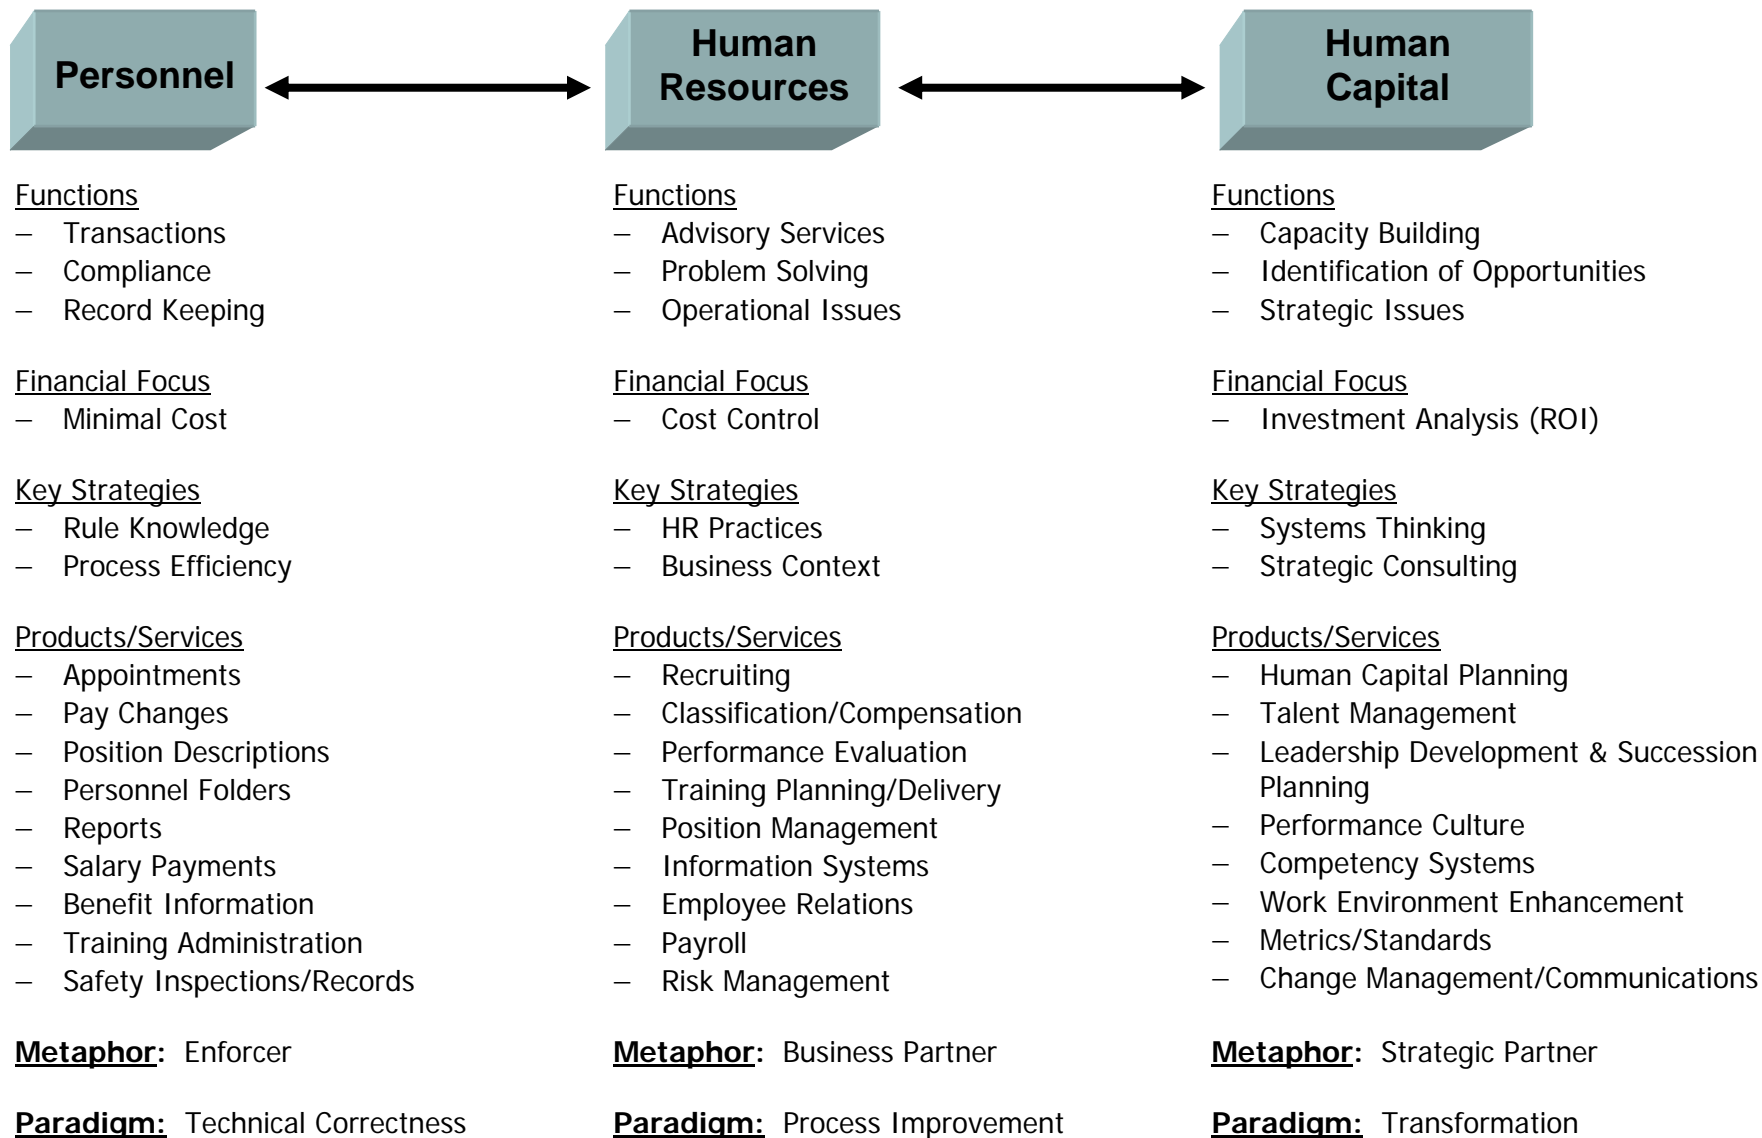 Personnel
Human
Resources
Human
Capital
Functions
– Transactions
– Compliance
– Record Keeping
Financial Focus
– Minimal Cost
Key Strategies
– Rule Knowledge
– Process Efficiency
Products/Services
– Appointments
– Pay Changes
– Position Descriptions
– Personnel Folders
– Reports
– Salary Payments
– Benefit Information
– Training Administration
– Safety Inspections/Records
Metaphor: Enforcer
Paradigm: Technical Correctness
Functions
– Advisory Services
– Problem Solving
– Operational Issues
Financial Focus
– Cost Control
Key Strategies
– HR Practices
– Business Context
Products/Services
– Recruiting
– Classification/Compensation
– Performance Evaluation
– Training Planning/Delivery
– Position Management
– Information Systems
– Employee Relations
– Payroll
– Risk Management
Metaphor: Business Partner
Paradigm: Process Improvement
Functions
– Capacity Building
– Identification of Opportunities
– Strategic Issues
Financial Focus
– Investment Analysis (ROI)
Key Strategies
– Systems Thinking
– Strategic Consulting
Products/Services
– Human Capital Planning
– Talent Management
– Leadership Development & Succession
Planning
– Performance Culture
– Competency Systems
– Work Environment Enhancement
– Metrics/Standards
– Change Management/Communications
Metaphor: Strategic Partner
Paradigm: Transformation